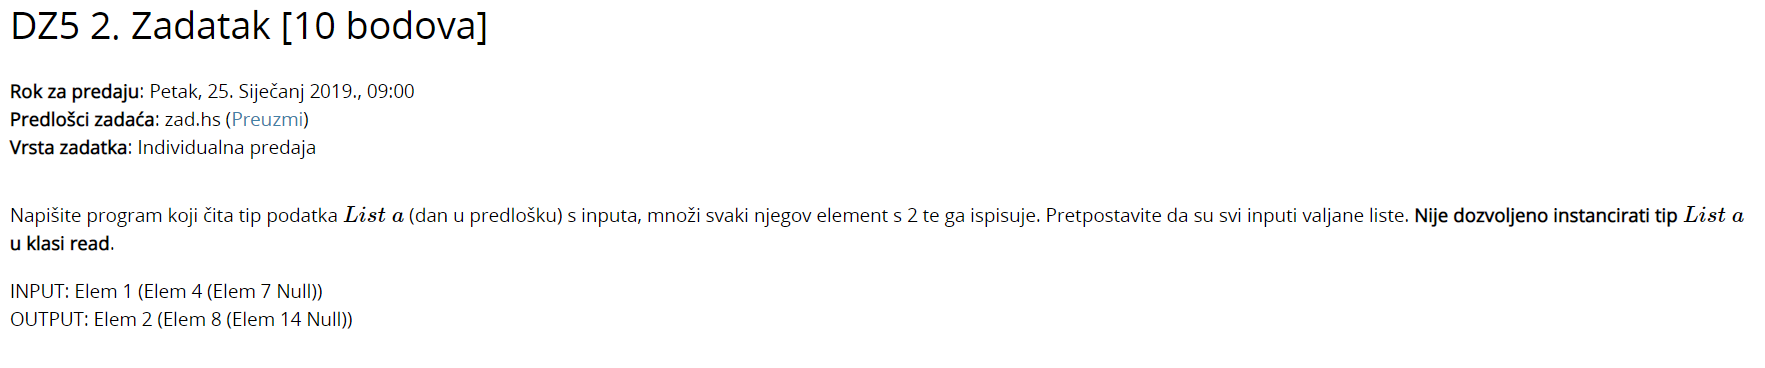 DZ5 2. Zadatak [10 bodova]
Rok za predaju: Petak, 25. Siječanj 2019., 09:00
Predlošci zadaća: zad.hs (Preuzmi)
Vrsta zadatka: Individualna predaja
Napišite program koji čita tip podatka List a (dan u predlošku) s inputa, množi svaki njegov element s 2 te ga ispisuje. Pretpostavite da su svi inputi valjane liste. Nije dozvoljeno instancirati tip List a
u klasi read.
INPUT: Elem 1 (Elem 4 (Elem 7 Null))
OUTPUT: Elem 2 (Elem 8 (Elem 14 Null))